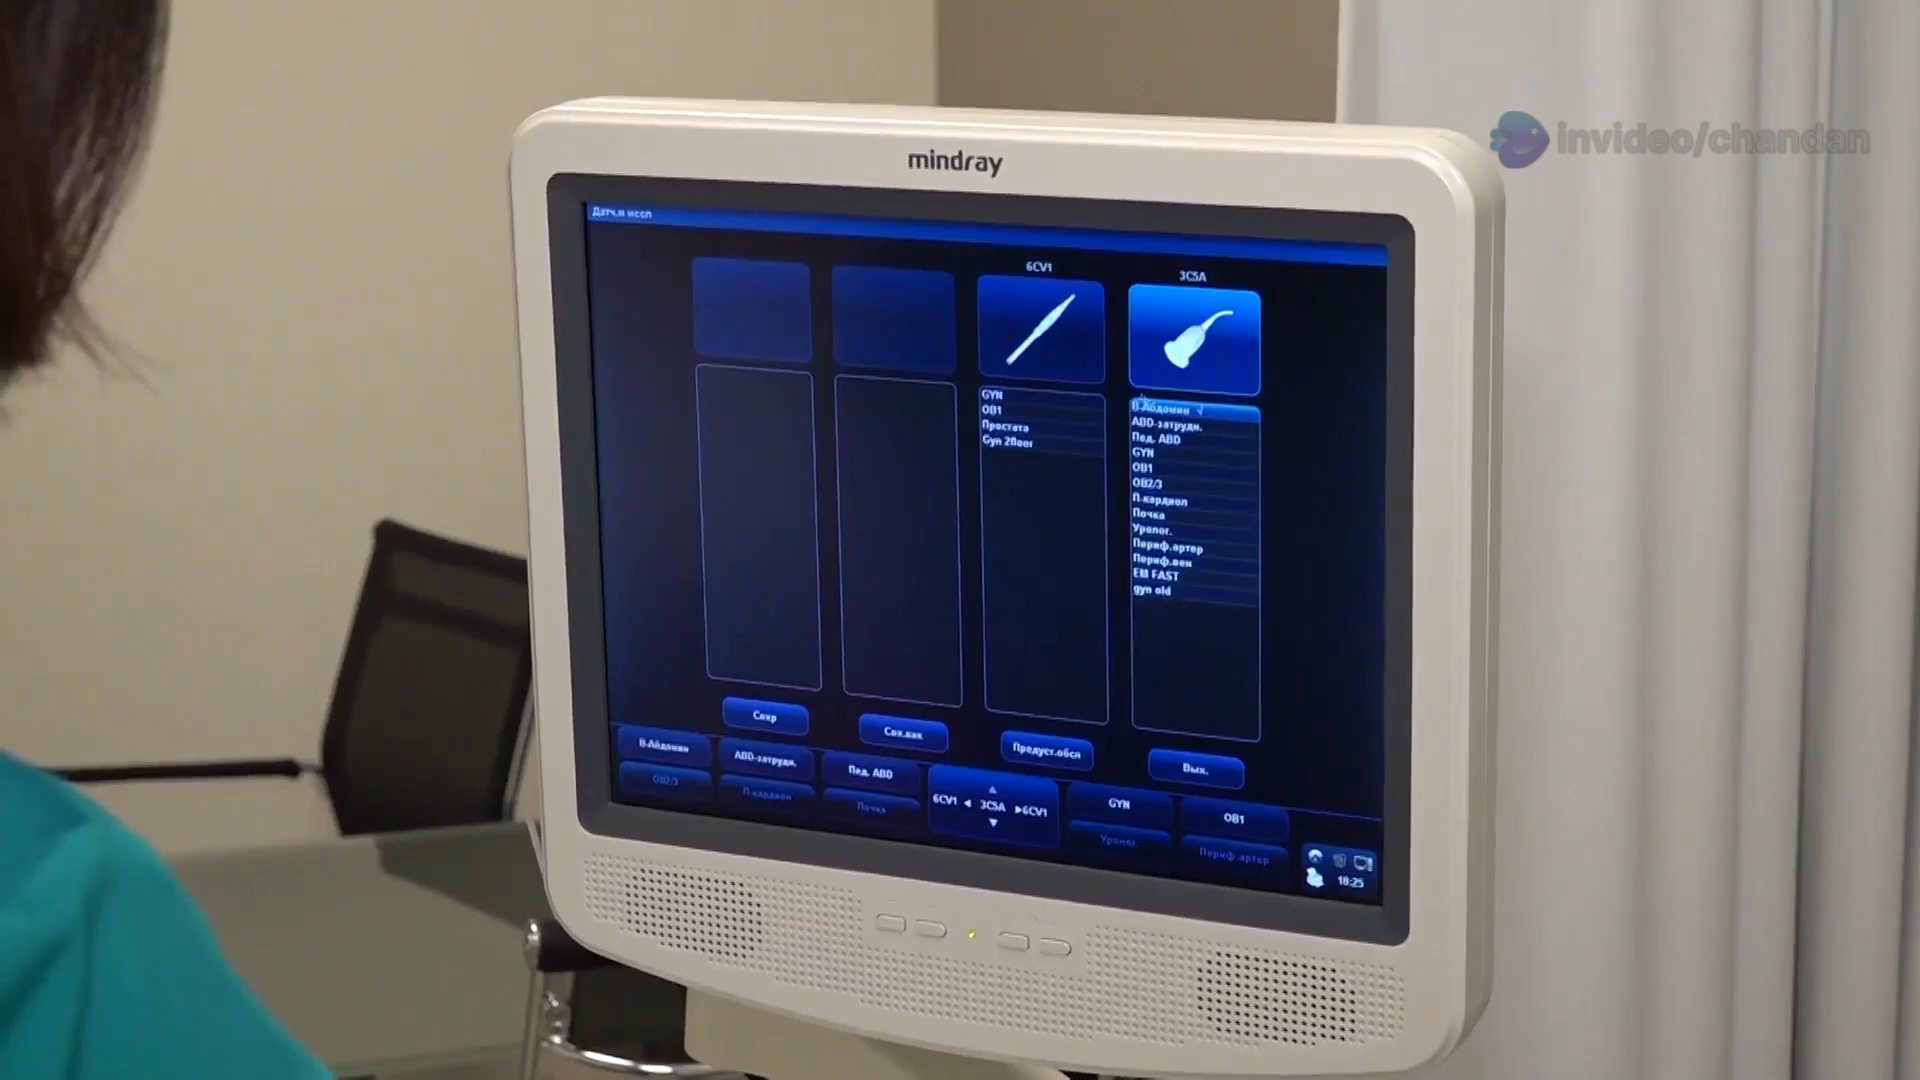 invideo/chandan
mindray
Датч.и иссл
6CV1
3C5A
GYN
OB1
Простата
Gyn 2floor
В-Абдомин √
ABD-затрудн.
Пед. ABD
GYN
OB1
OB2/3
П-кардиол
Почка
Уролог.
Периф.артер
Периф.вен
EM FAST
gyn old
Сохр
Сох.как
Предуст.обсл
Вых.
В-Абдомин
ABD-затрудн.
Пед. ABD
6CV1 ◄ 3C5A ►6CV1
GYN
OB1
OB2/3
П-кардиол
Почка
Уролог.
Периф.артер
18:25